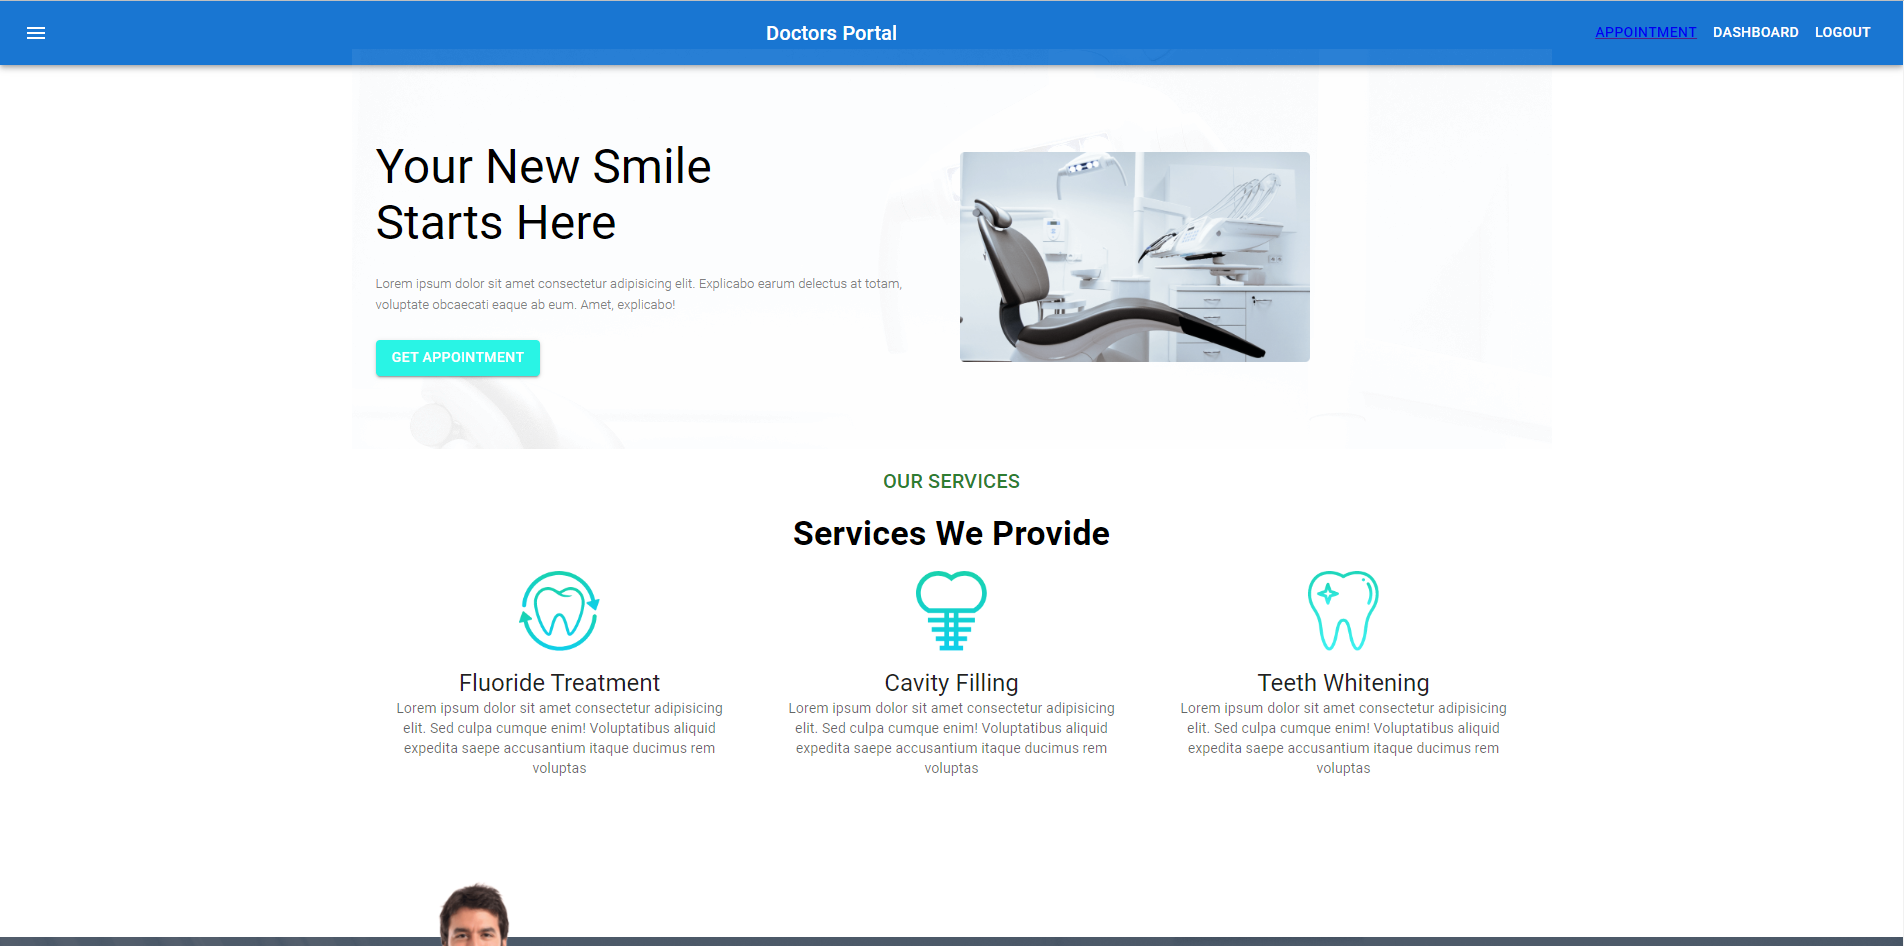 Doctors Portal
APPOINTMENT DASHBOARD LOGOUT
Your New Smile
Starts Here
Lorem ipsum dolor sit amet consectetur adipisicing elit. Explicabo earum delectus at totam,
voluptate obcaecati eaque ab eum. Amet, explicabo!
GET APPOINTMENT
OUR SERVICES
Services We Provide
Fluoride Treatment
Lorem ipsum dolor sit amet consectetur adipisicing
elit. Sed culpa cumque enim! Voluptatibus aliquid
expedita saepe accusantium itaque ducimus rem
voluptas
Cavity Filling
Lorem ipsum dolor sit amet consectetur adipisicing
elit. Sed culpa cumque enim! Voluptatibus aliquid
expedita saepe accusantium itaque ducimus rem
voluptas
Teeth Whitening
Lorem ipsum dolor sit amet consectetur adipisicing
elit. Sed culpa cumque enim! Voluptatibus aliquid
expedita saepe accusantium itaque ducimus rem
voluptas